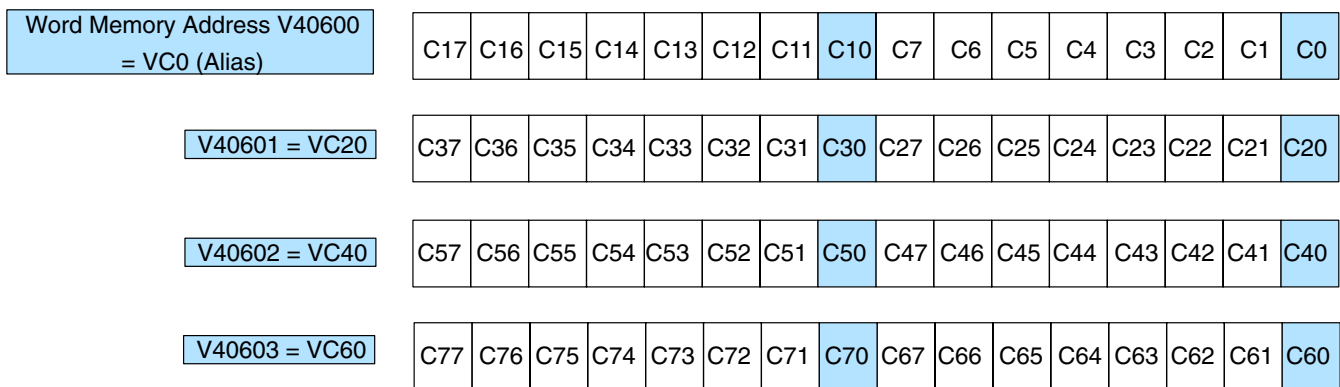 Word Memory Address V40600
= VC0 (Alias)
C17 C16 C15 C14 C13 C12 C11 C10 C7 C6 C5 C4 C3 C2 C1 C0
V40601 = VC20
C37 C36 C35 C34 C33 C32 C31 C30 C27 C26 C25 C24 C23 C22 C21 C20
V40602 = VC40
C57 C56 C55 C54 C53 C52 C51 C50 C47 C46 C45 C44 C43 C42 C41 C40
V40603 = VC60
C77 C76 C75 C74 C73 C72 C71 C70 C67 C66 C65 C64 C63 C62 C61 C60